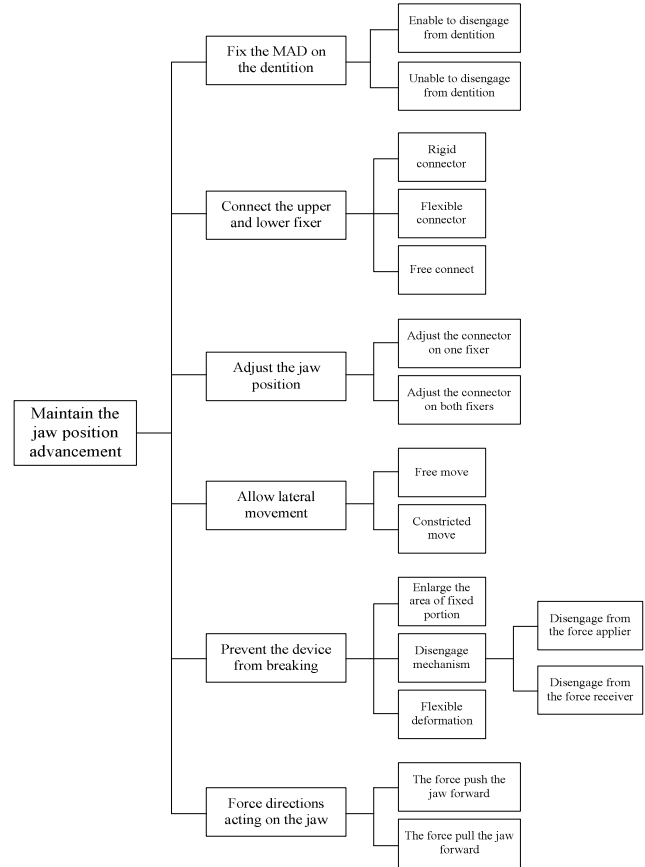 Maintain the
jaw position
advancement
Fix the MAD on
the dentition
Enable to disengage
from dentition
Unable to disengage
from dentition
Connect the upper
and lower fixer
Rigid
connector
Flexible
connector
Free connect
Adjust the jaw
position
Adjust the connector
on one fixer
Adjust the connector
on both fixers
Allow lateral
movement
Free move
Constricted
move
Prevent the device
from breaking
Enlarge the
area of fixed
portion
Disengage
mechanism
Disengage from
the force applier
Disengage from
the force receiver
Flexible
deformation
Force directions
acting on the jaw
The force push the
jaw forward
The force pull the jaw
forward